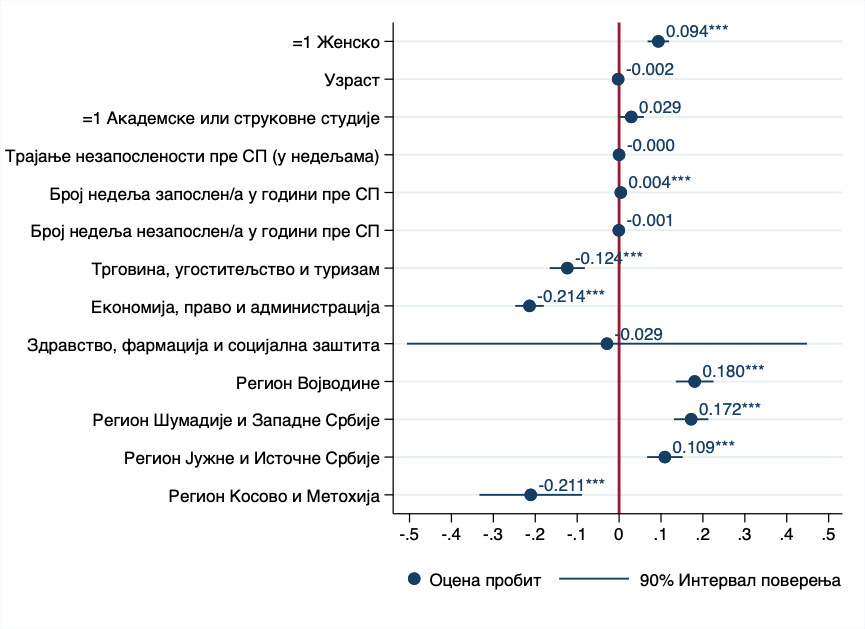 =1 Женско
0.094***
Узраст
-0.002
=1 Академске или струковне студије
0.029
Трајање незапослености пре СП (у недељама)
-0.000
Број недеља запослен/а у години пре СП
0.004***
Број недеља незапослен/а у години пре СП
-0.001
Трговина, угоститељство и туризам
-0.124***
Економија, право и администрација
-0.214***
Здравство, фармација и социјална заштита
-0.029
Регион Војводине
0.180***
Регион Шумадије и Западне Србије
0.172***
Регион Јужне и Источне Србије
0.109***
Регион Косово и Метохија
-0.211***
-.5 -.4 -.3 -.2 -.1 0 .1 .2 .3 .4 .5
Оцена пробит 90% Интервал поверења